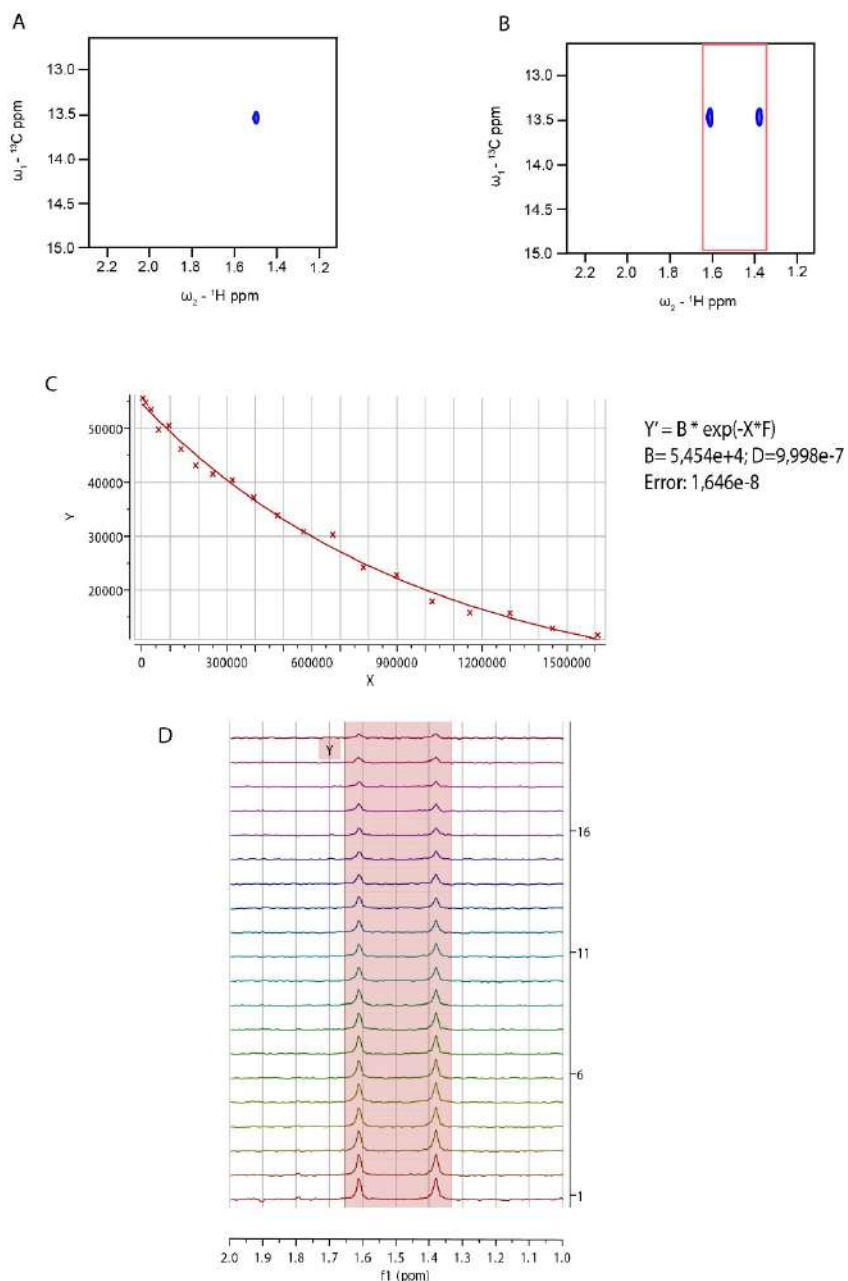 A
13.0
13.5
14.0
14.5
15.0
ω₁ - ¹³C ppm
2.2 2.0 1.8 1.6 1.4 1.2
ω₂ - ¹H ppm
B
13.0
13.5
14.0
14.5
15.0
ω₁ - ¹³C ppm
2.2 2.0 1.8 1.6 1.4 1.2
ω₂ - ¹H ppm
C
50000
40000
30000
20000
Y
0 300000 600000 900000 1200000 1500000
X
Y' = B * exp(-X*F)
B= 5,454e+4; D=9,998e-7
Error: 1,646e-8
D
Y
16
11
6
1
2.0 1.9 1.8 1.7 1.6 1.5 1.4 1.3 1.2 1.1 1.0
f1 (ppm)